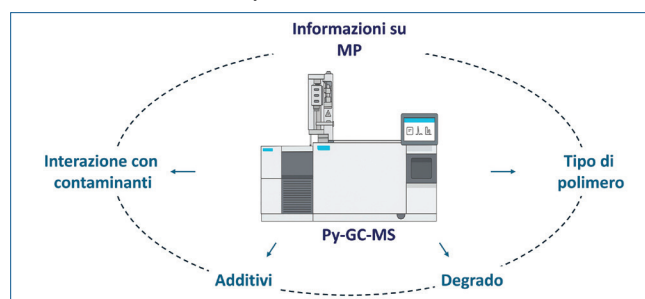 Informazioni su
MP
Interazione con
contaminanti
Tipo di
polimero
Py-GC-MS
Additivi
Degrado